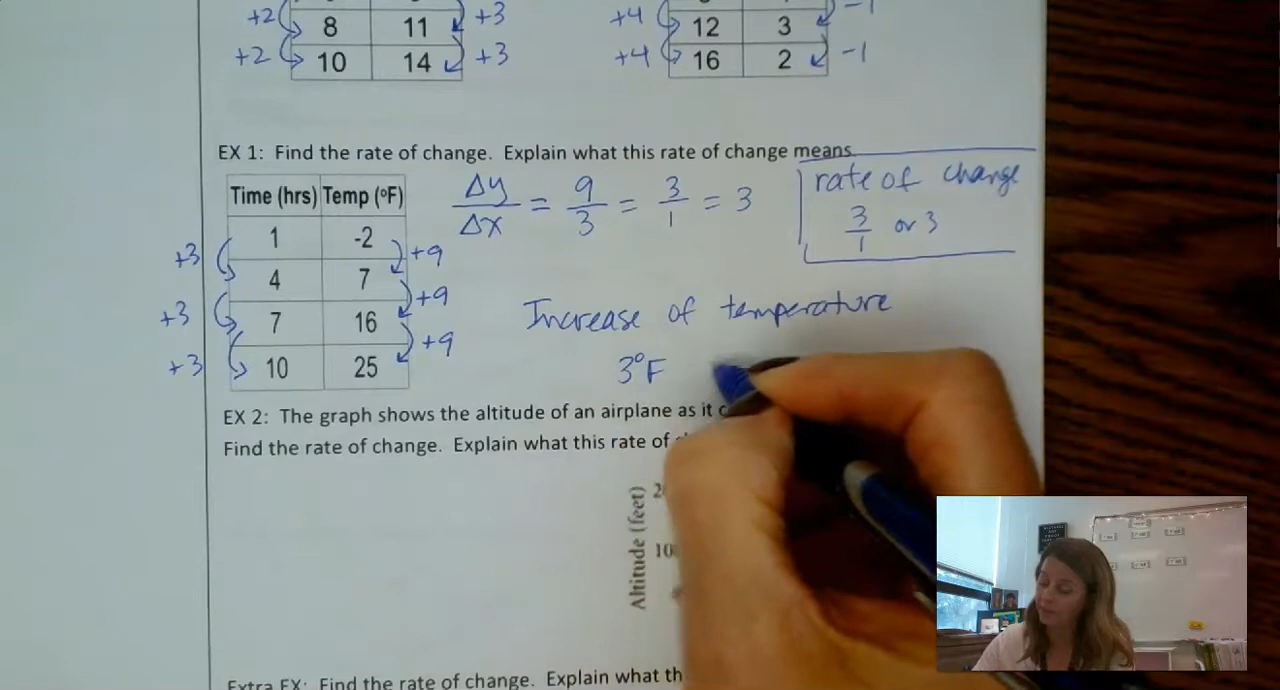 +2 8 11 +3
+2 10 14 +3
+4 12 3 -1
+4 16 2 -1
EX 1: Find the rate of change. Explain what this rate of change means.
Time (hrs) Temp (°F)
1 -2
4 7
7 16
10 25
+3
+3
+3
+9
+9
+9
Δy/Δx = 9/3 = 3/1 = 3
rate of change
3/1 or 3
Increase of temperature
3°F
EX 2: The graph shows the altitude of an airplane as it
Find the rate of change. Explain what this rate of
Altitude (feet)
Extra EX: Find the rate of change. Explain what th